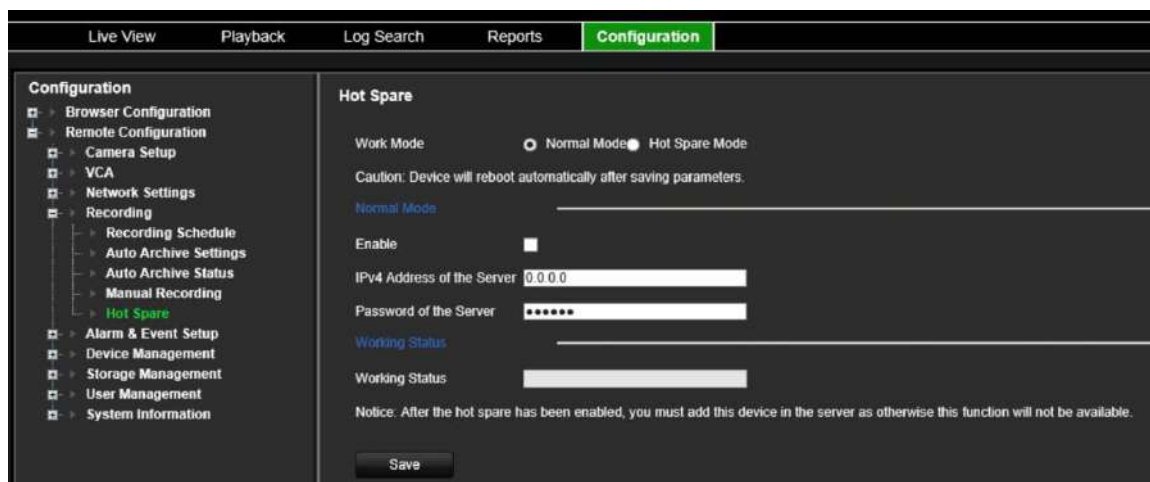 Live View Playback Log Search Reports Configuration
Configuration
Browser Configuration
Remote Configuration
Camera Setup
VCA
Network Settings
Recording
Recording Schedule
Auto Archive Settings
Auto Archive Status
Manual Recording
Hot Spare
Alarm & Event Setup
Device Management
Storage Management
User Management
System Information
Hot Spare
Work Mode Normal Mode Hot Spare Mode
Caution: Device will reboot automatically after saving parameters.
Normal Mode
Enable
IPv4 Address of the Server 0.0.0.0
Password of the Server ••••••
Working Status
Working Status
Notice: After the hot spare has been enabled, you must add this device in the server as otherwise this function will not be available.
Save